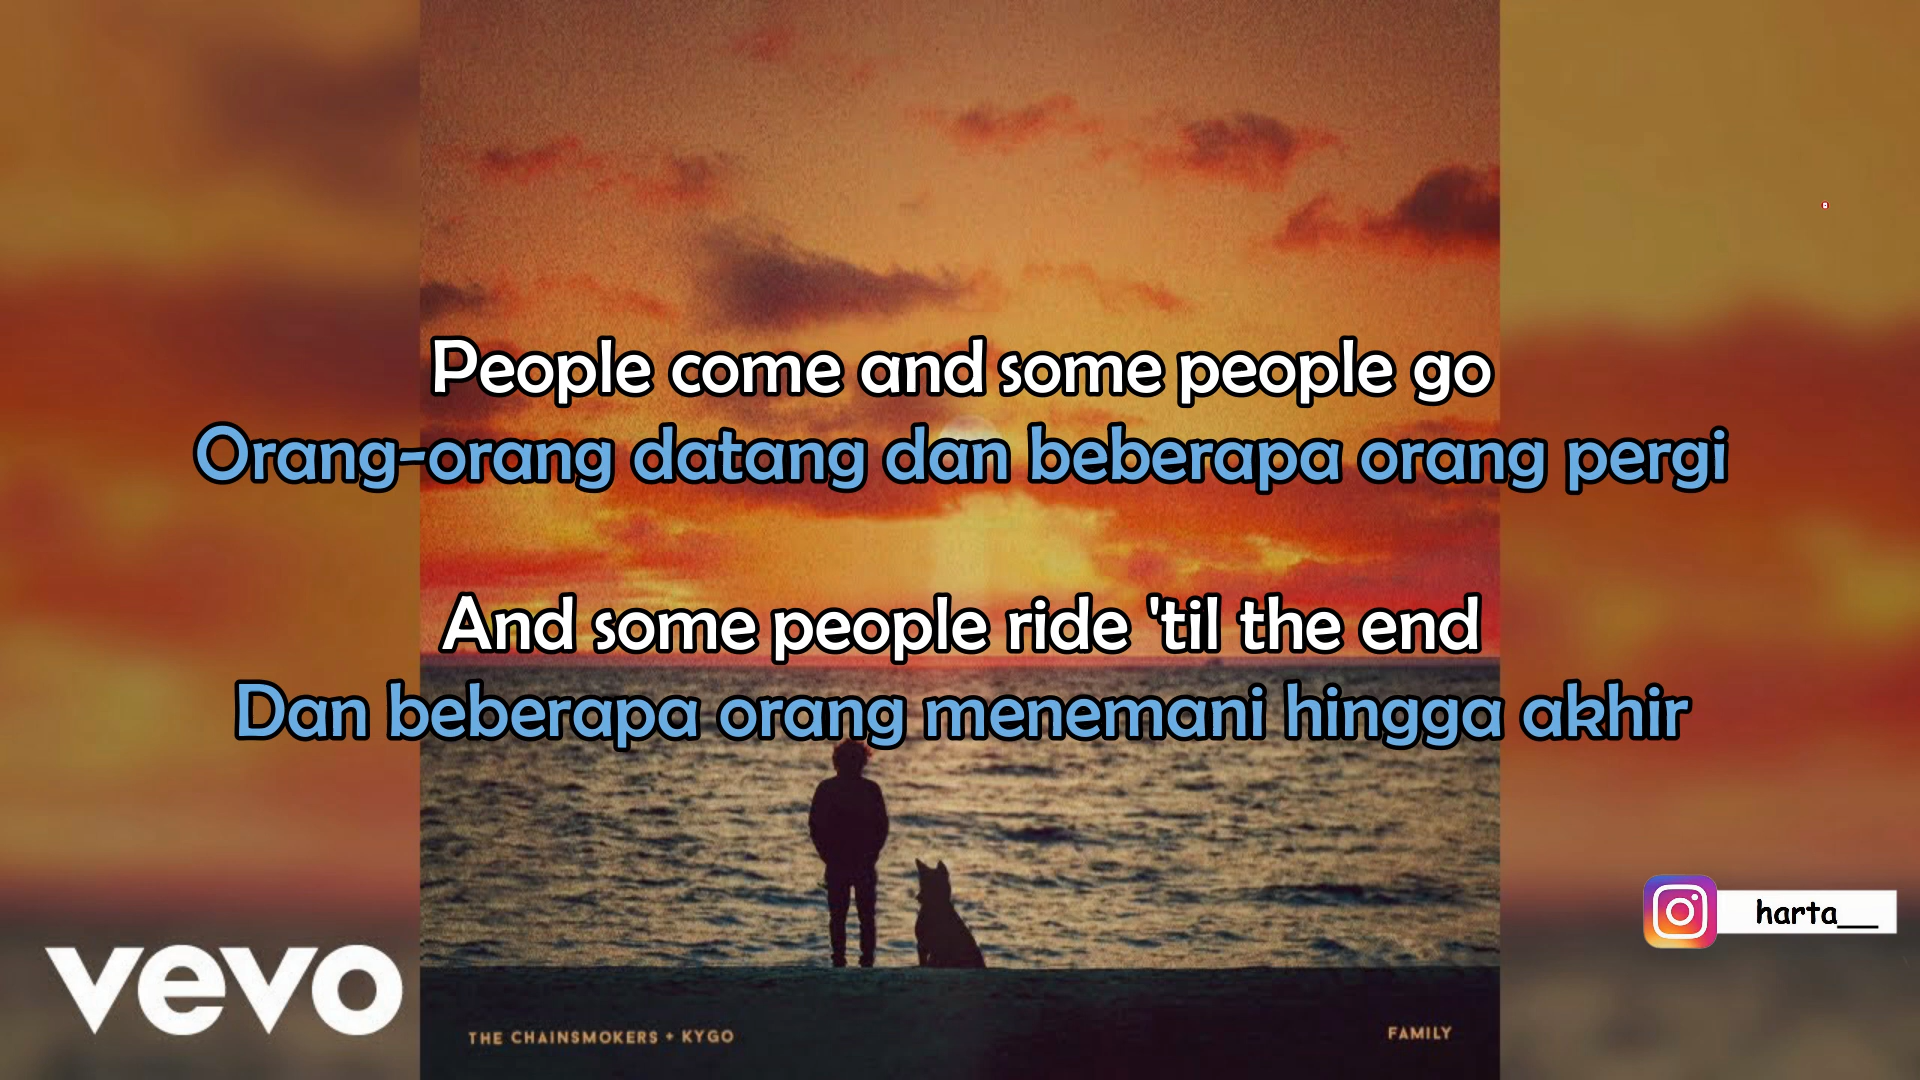 People come and some people go
Orang-orang datang dan beberapa orang pergi
And some people ride 'til the end
Dan beberapa orang menemani hingga akhir
harta__
vevo
THE CHAINSMOKERS + KYGO
FAMILY